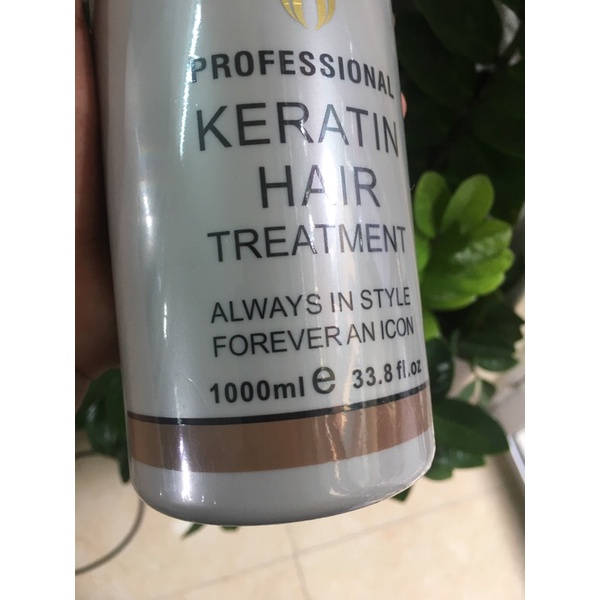 PROFESSIONAL
KERATIN
HAIR
TREATMENT
ALWAYS IN STYLE
FOREVER AN ICON
1000ml e 33.8 fl.oz